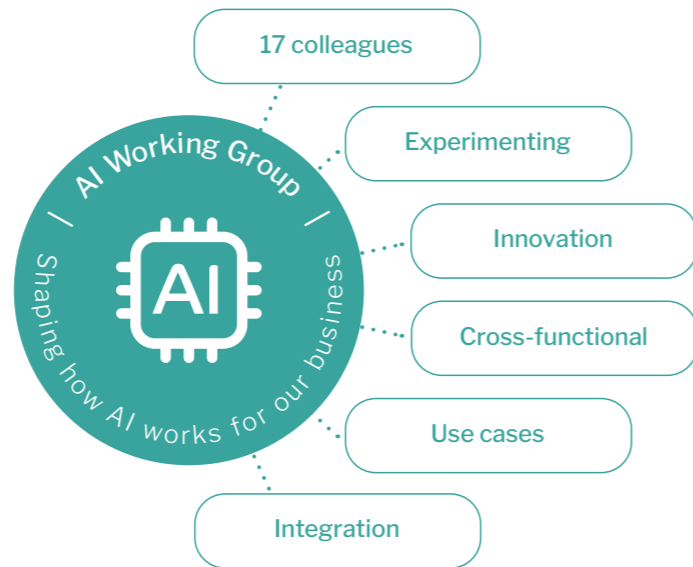 17 colleagues
Experimenting
AI Working Group
Innovation
AI
Shaping how AI works for our business
Cross-functional
Use cases
Integration